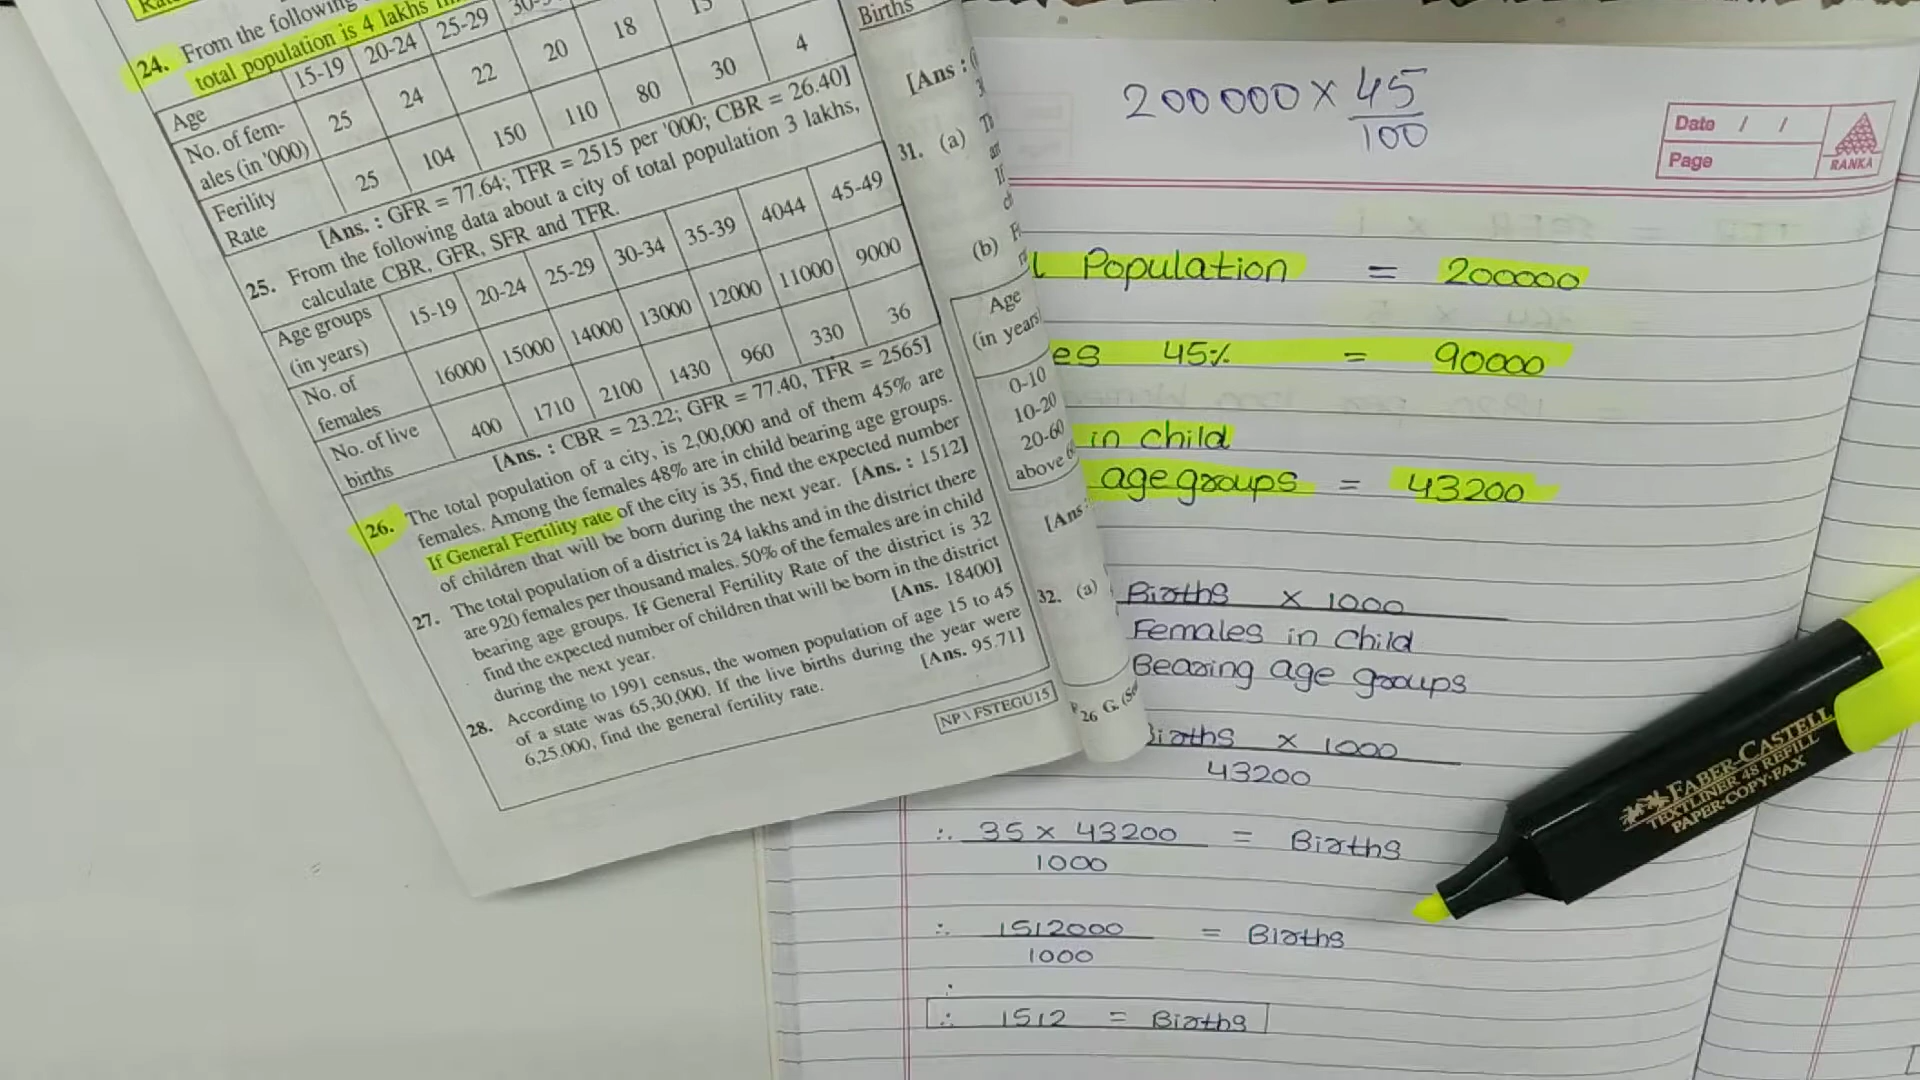 24. From the following
total population is 4 lakhs
Age 15-19 20-24 25-29
No. of fem-
ales (in '000) 25 24 22 20 18
Ferility
Rate 25 104 150 110 80 30 4
[Ans. : GFR = 77.64; TFR = 2515 per '000; CBR = 26.40]
25. From the following data about a city of total population 3 lakhs,
calculate CBR, GFR, SFR and TFR.
Age groups
(in years) 15-19 20-24 25-29 30-34 35-39 4044 45-49
No. of
females 16000 15000 14000 13000 12000 11000 9000
No. of live
births 400 1710 2100 1430 960 330 36
[Ans. : CBR = 23.22; GFR = 77.40, TFR = 2565]
26. The total population of a city, is 2,00,000 and of them 45% are
females. Among the females 48% are in child bearing age groups.
If General Fertility rate of the city is 35, find the expected number
of children that will be born during the next year. [Ans. : 1512]
27. The total population of a district is 24 lakhs and in the district there
are 920 females per thousand males. 50% of the females are in child
bearing age groups. If General Fertility Rate of the district is 32
find the expected number of children that will be born in the district
during the next year. [Ans. 18400]
28. According to 1991 census, the women population of age 15 to 45
of a state was 65,30,000. If the live births during the year were
6,25.000, find the general fertility rate. [Ans. 95.71]
NP\FSTEGU15
Births
[Ans :
31. (a)
(b)
Age
(in years)
0-10
10-20
20-60
above
[Ans
32. (a)
26 G.
200000 × 45
100
Date / /
Page
RANKA
Population = 200000
45% = 90000
in child
age groups = 43200
Births × 1000
Females in child
Bearing age groups
Births × 1000
43200
∴ 35 × 43200 = Births
1000
∴ 1512000 = Births
1000
∴ 1512 = Births
FABER-CASTELL
TEXTLINER 48 REFILL
PAPER·COPY·FAX